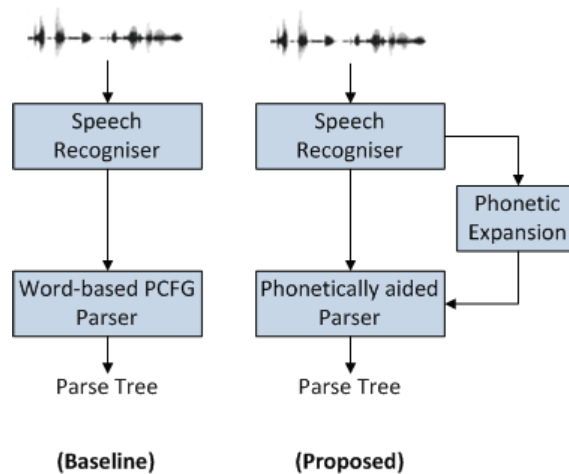 Speech
Recogniser
Word-based PCFG
Parser
Parse Tree
(Baseline)
Speech
Recogniser
Phonetic
Expansion
Phonetically aided
Parser
Parse Tree
(Proposed)